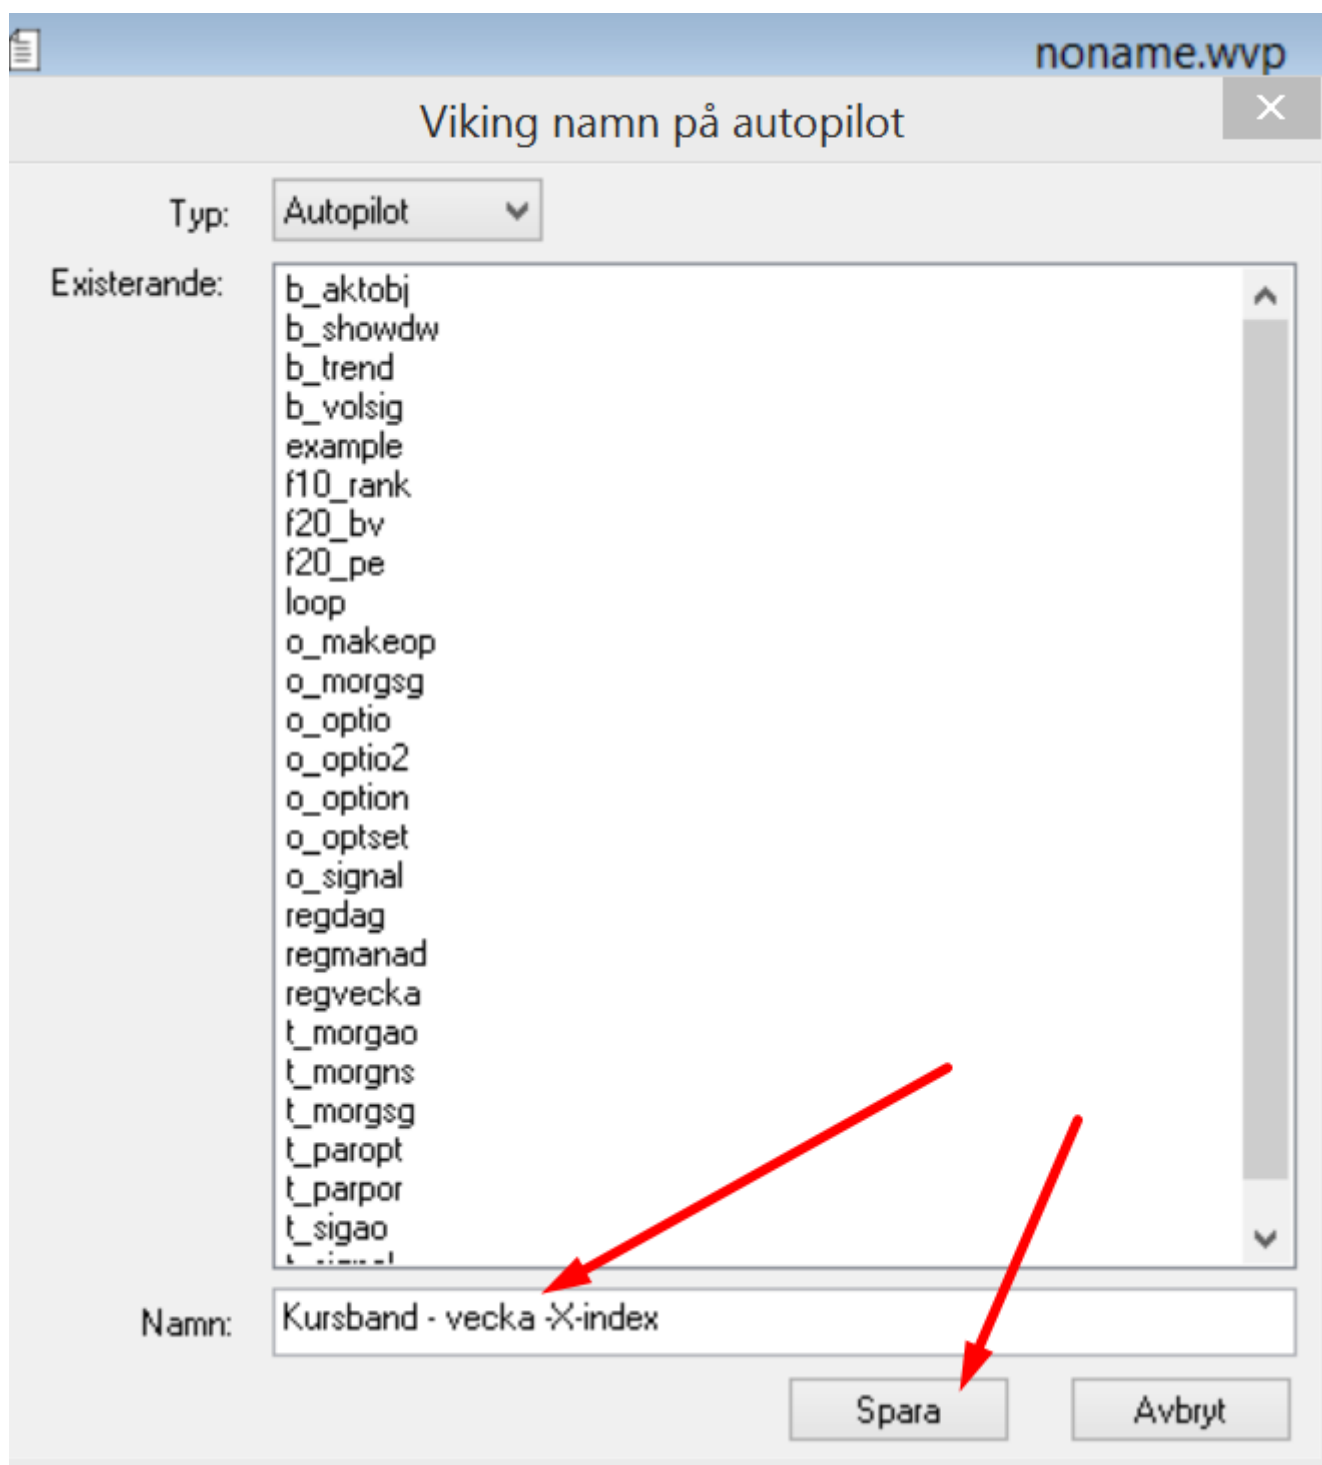 noname.wvp
Viking namn på autopilot
Typ: Autopilot
Existerande:
b_aktobj
b_showdw
b_trend
b_volsig
example
f10_rank
f20_bv
f20_pe
loop
o_makeop
o_morgsg
o_optio
o_optio2
o_option
o_optset
o_signal
regdag
regmanad
regvecka
t_morgao
t_morgns
t_morgsg
t_paropt
t_parpor
t_sigao
Namn: Kursband - vecka -X-index
Spara Avbryt